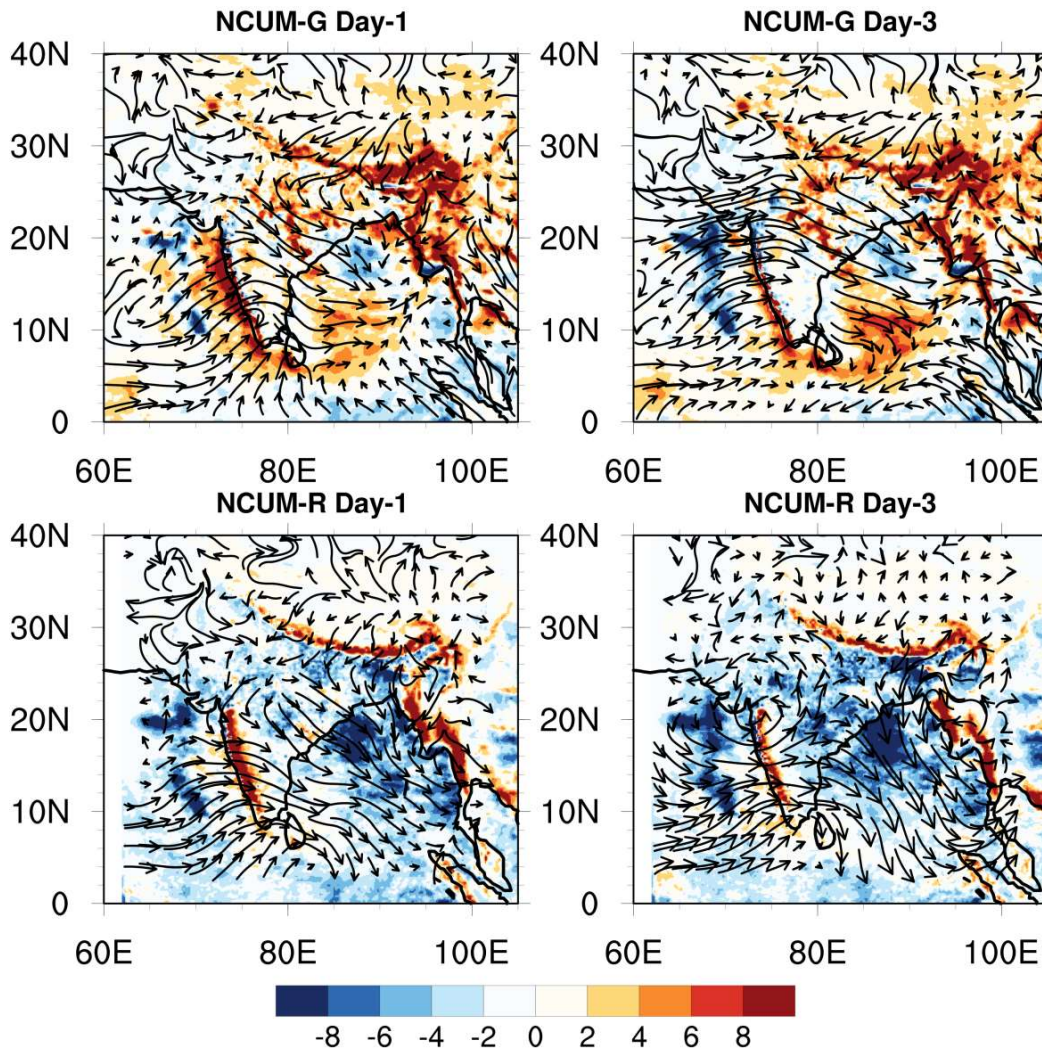 NCUM-G Day-1 NCUM-G Day-3
40N 40N
30N 30N
20N 20N
10N 10N
0 0
60E 80E 100E 60E 80E 100E
NCUM-R Day-1 NCUM-R Day-3
40N 40N
30N 30N
20N 20N
10N 10N
0 0
60E 80E 100E 60E 80E 100E
-8 -6 -4 -2 0 2 4 6 8